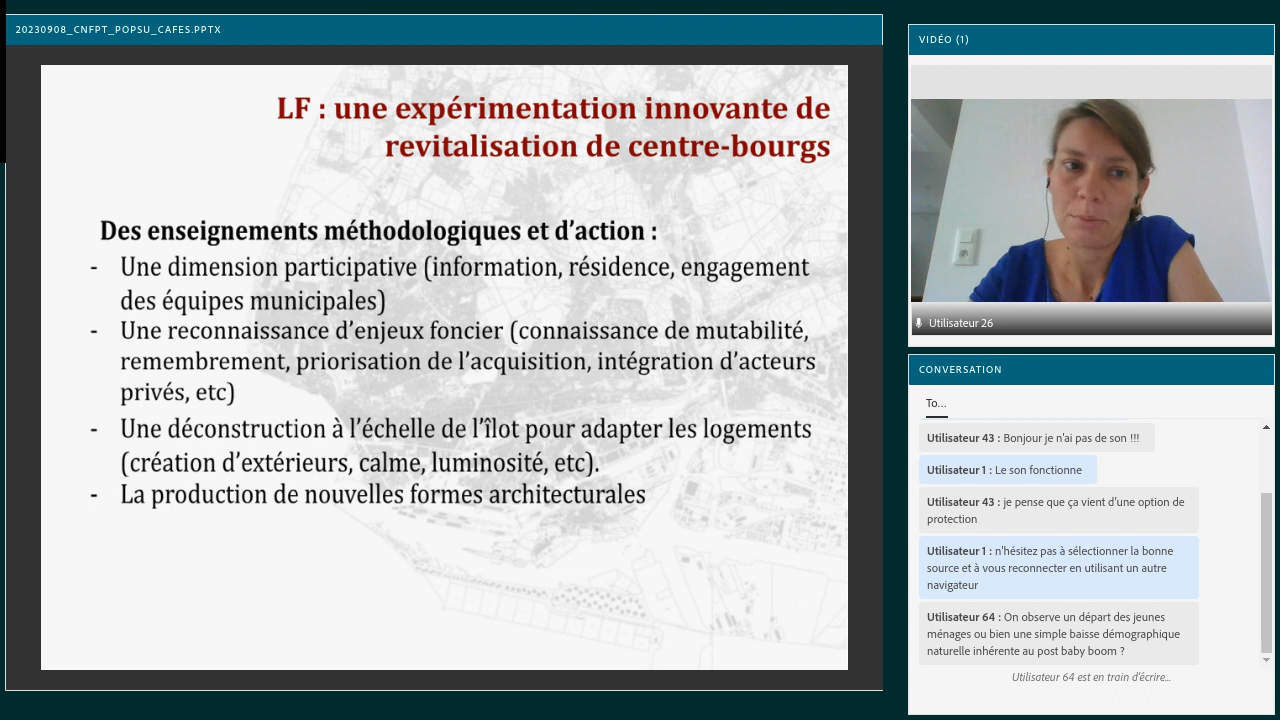 20230908_CNFPT_POPSU_CAFES.PPTX
LF : une expérimentation innovante de
revitalisation de centre-bourgs
Des enseignements méthodologiques et d’action :
- Une dimension participative (information, résidence, engagement
des équipes municipales)
- Une reconnaissance d’enjeux foncier (connaissance de mutabilité,
remembrement, priorisation de l’acquisition, intégration d’acteurs
privés, etc)
- Une déconstruction à l’échelle de l’îlot pour adapter les logements
(création d’extérieurs, calme, luminosité, etc).
- La production de nouvelles formes architecturales
VIDÉO (1)
Utilisateur 26
CONVERSATION
To...
Utilisateur 43 : Bonjour je n'ai pas de son !!!
Utilisateur 1 : Le son fonctionne
Utilisateur 43 : je pense que ça vient d'une option de
protection
Utilisateur 1 : n'hésitez pas à sélectionner la bonne
source et à vous reconnecter en utilisant un autre
navigateur
Utilisateur 64 : On observe un départ des jeunes
ménages ou bien une simple baisse démographique
naturelle inhérente au post baby boom ?
Utilisateur 64 est en train d'écrire...